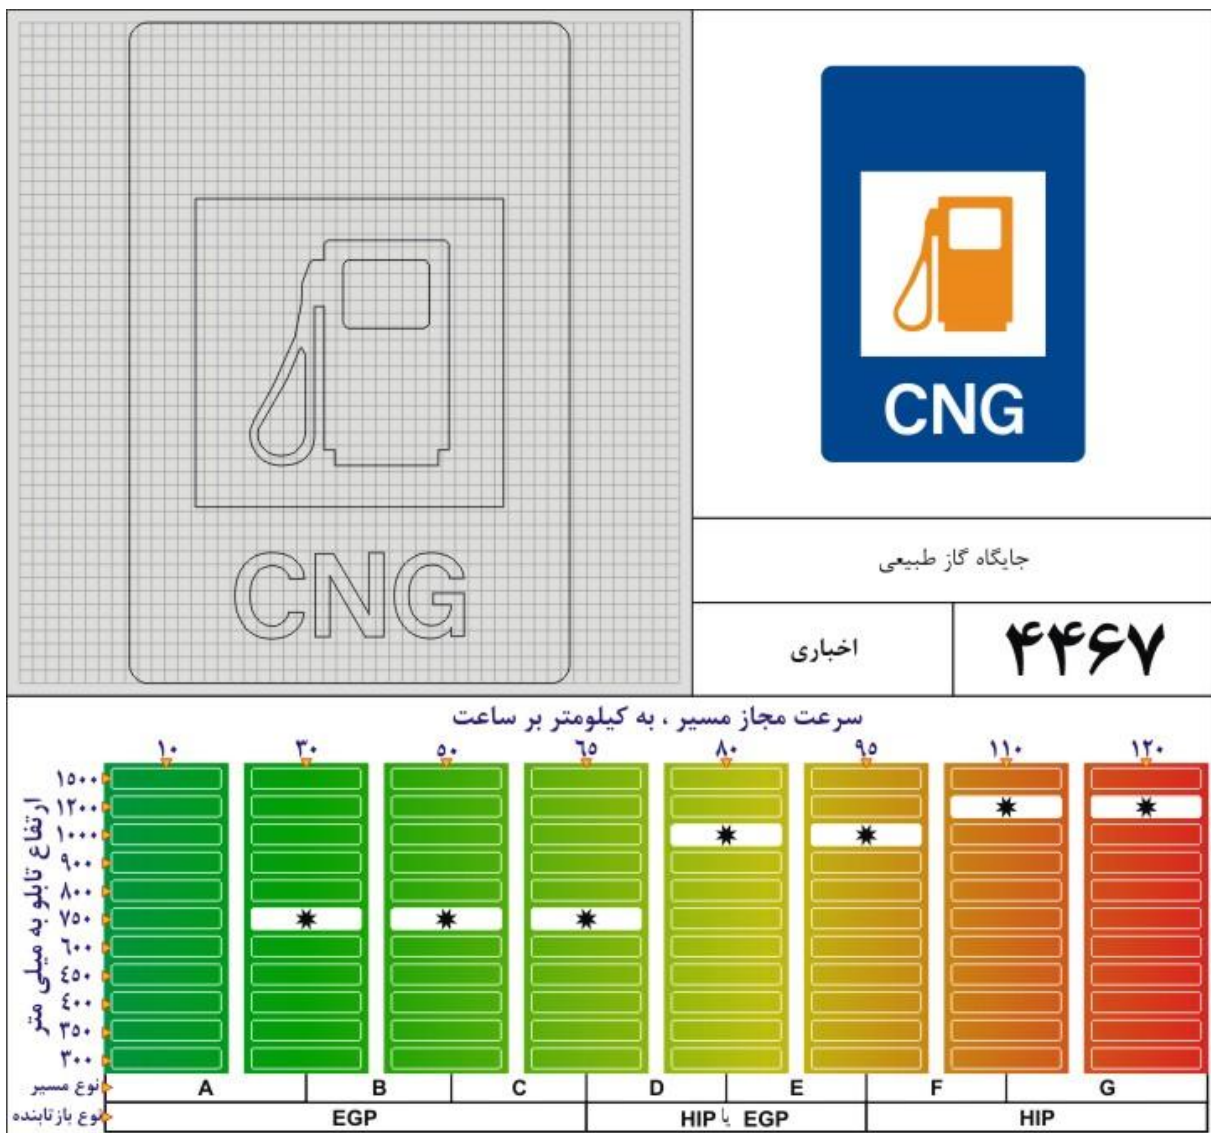 CNG
CNG
جایگاه گاز طبیعی
۴۴۶۷
اخباری
سرعت مجاز مسیر ، به کیلومتر بر ساعت
۱۰ ۳۰ ۵۰ ۶۵ ۸۰ ۹۵ ۱۱۰ ۱۲۰
ارتفاع تابلو به میلی متر
۱۵۰۰
۱۲۰۰
۱۰۰۰
۹۰۰
۸۰۰
۷۵۰
۶۰۰
۴۵۰
۴۰۰
۳۵۰
۳۰۰
نوع مسیر A B C D E F G
نوع بازتابنده EGP HIP یا EGP HIP